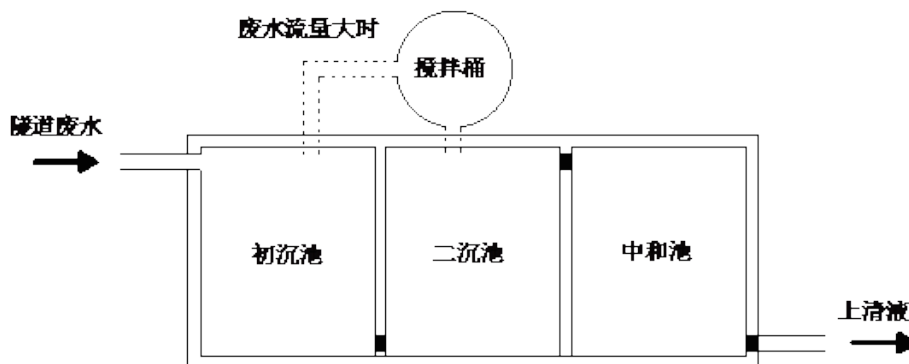 废水流量大时
搅拌桶
隧道废水
初沉池
二沉池
中和池
上清液